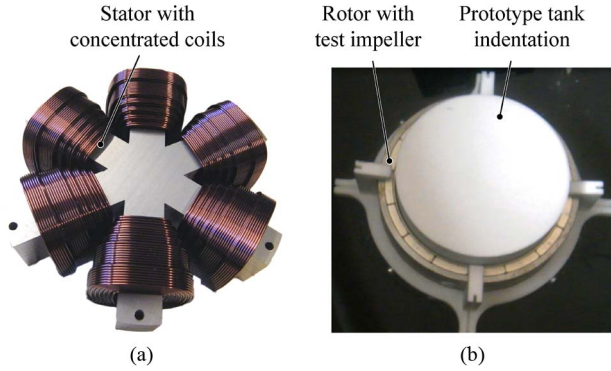 Stator with
concentrated coils
Rotor with
test impeller
Prototype tank
indentation
(a)
(b)